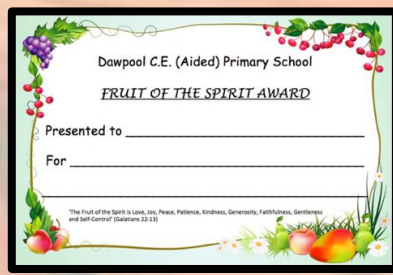 Dawpool C.E. (Aided) Primary School
FRUIT OF THE SPIRIT AWARD
Presented to
For
'The Fruit of the Spirit is Love, Joy, Peace, Patience, Kindness, Generosity, Faithfulness, Gentleness
and Self-Control' (Galatians 22-13)